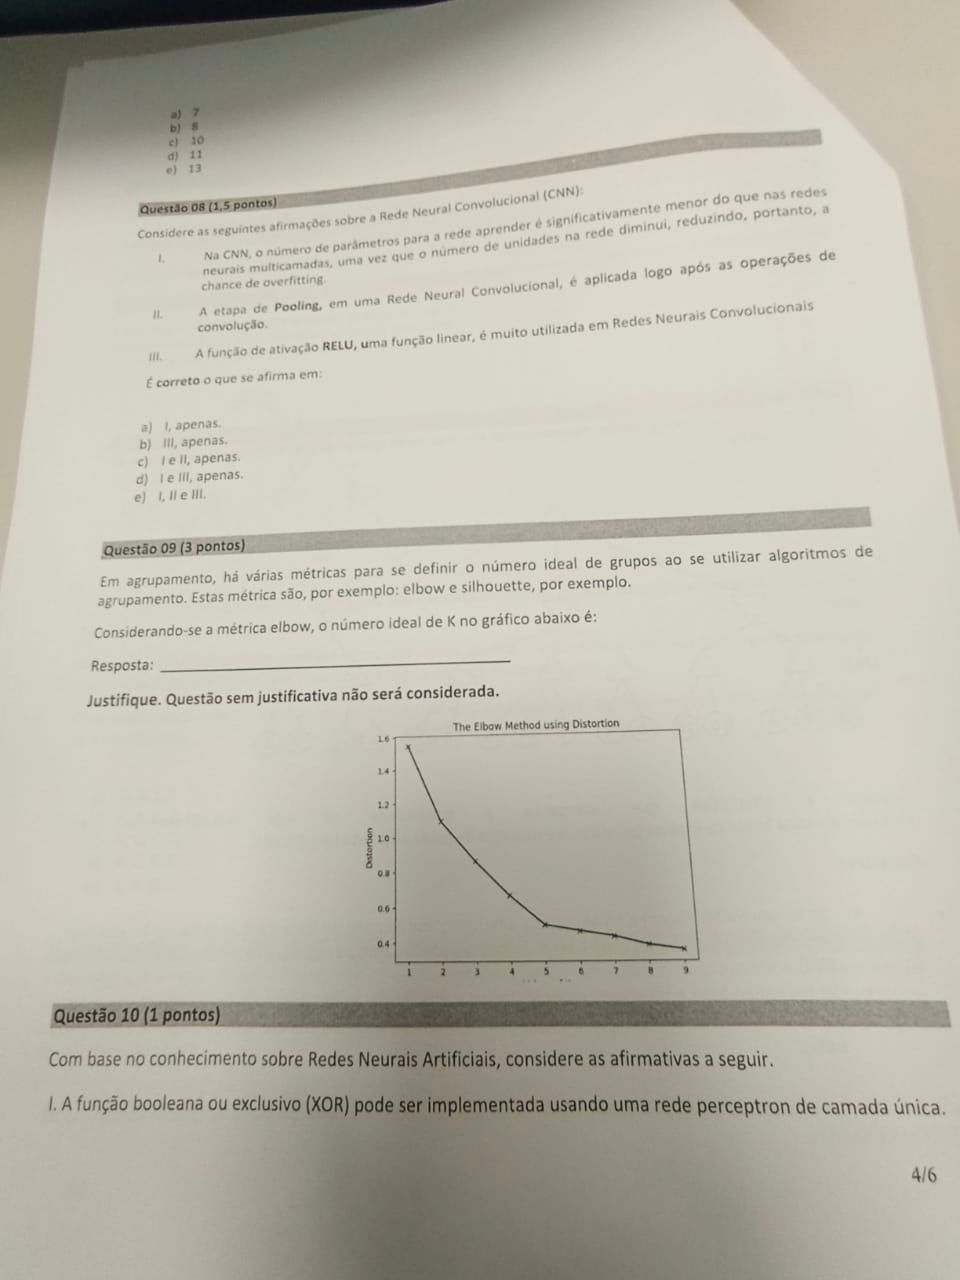 a) 7
b) 8
c) 10
d) 11
e) 13
Questão 08 (1,5 pontos)
Considere as seguintes afirmações sobre a Rede Neural Convolucional (CNN):
I. Na CNN, o número de parâmetros para a rede aprender é significativamente menor do que nas redes
neurais multicamadas, uma vez que o número de unidades na rede diminui, reduzindo, portanto, a
chance de overfitting.
II. A etapa de Pooling, em uma Rede Neural Convolucional, é aplicada logo após as operações de
convolução.
III. A função de ativação RELU, uma função linear, é muito utilizada em Redes Neurais Convolucionais
É correto o que se afirma em:
a) I, apenas.
b) III, apenas.
c) I e II, apenas.
d) I e III, apenas.
e) I, II e III.
Questão 09 (3 pontos)
Em agrupamento, há várias métricas para se definir o número ideal de grupos ao se utilizar algoritmos de
agrupamento. Estas métrica são, por exemplo: elbow e silhouette, por exemplo.
Considerando-se a métrica elbow, o número ideal de K no gráfico abaixo é:
Resposta:
Justifique. Questão sem justificativa não será considerada.
The Elbow Method using Distortion
1.6
1.4
1.2
1.0
0.8
0.6
0.4
Distortion
1 2 3 4 5 6 7 8 9
Questão 10 (1 pontos)
Com base no conhecimento sobre Redes Neurais Artificiais, considere as afirmativas a seguir.
I. A função booleana ou exclusivo (XOR) pode ser implementada usando uma rede perceptron de camada única.
4/6